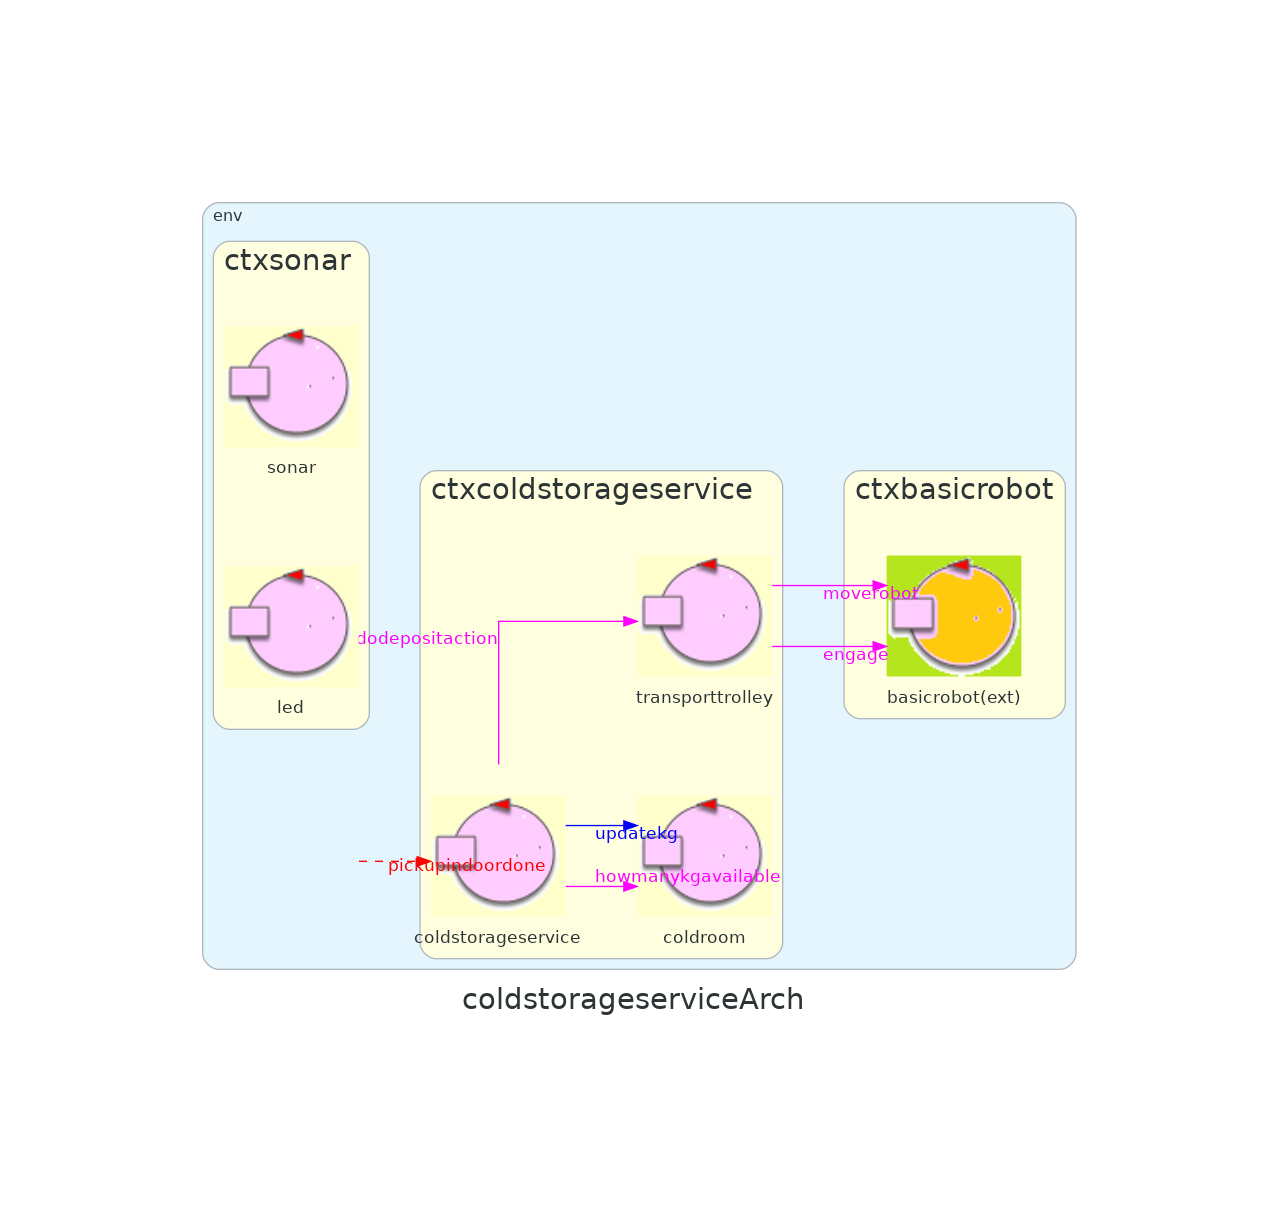 env
ctxsonar
sonar
led
ctxcoldstorageservice
transporttrolley
dodepositaction
updatekg
pickupindoordone
howmanykgavailable
coldstorageservice
coldroom
ctxbasicrobot
moverobot
engage
basicrobot(ext)
coldstorageserviceArch